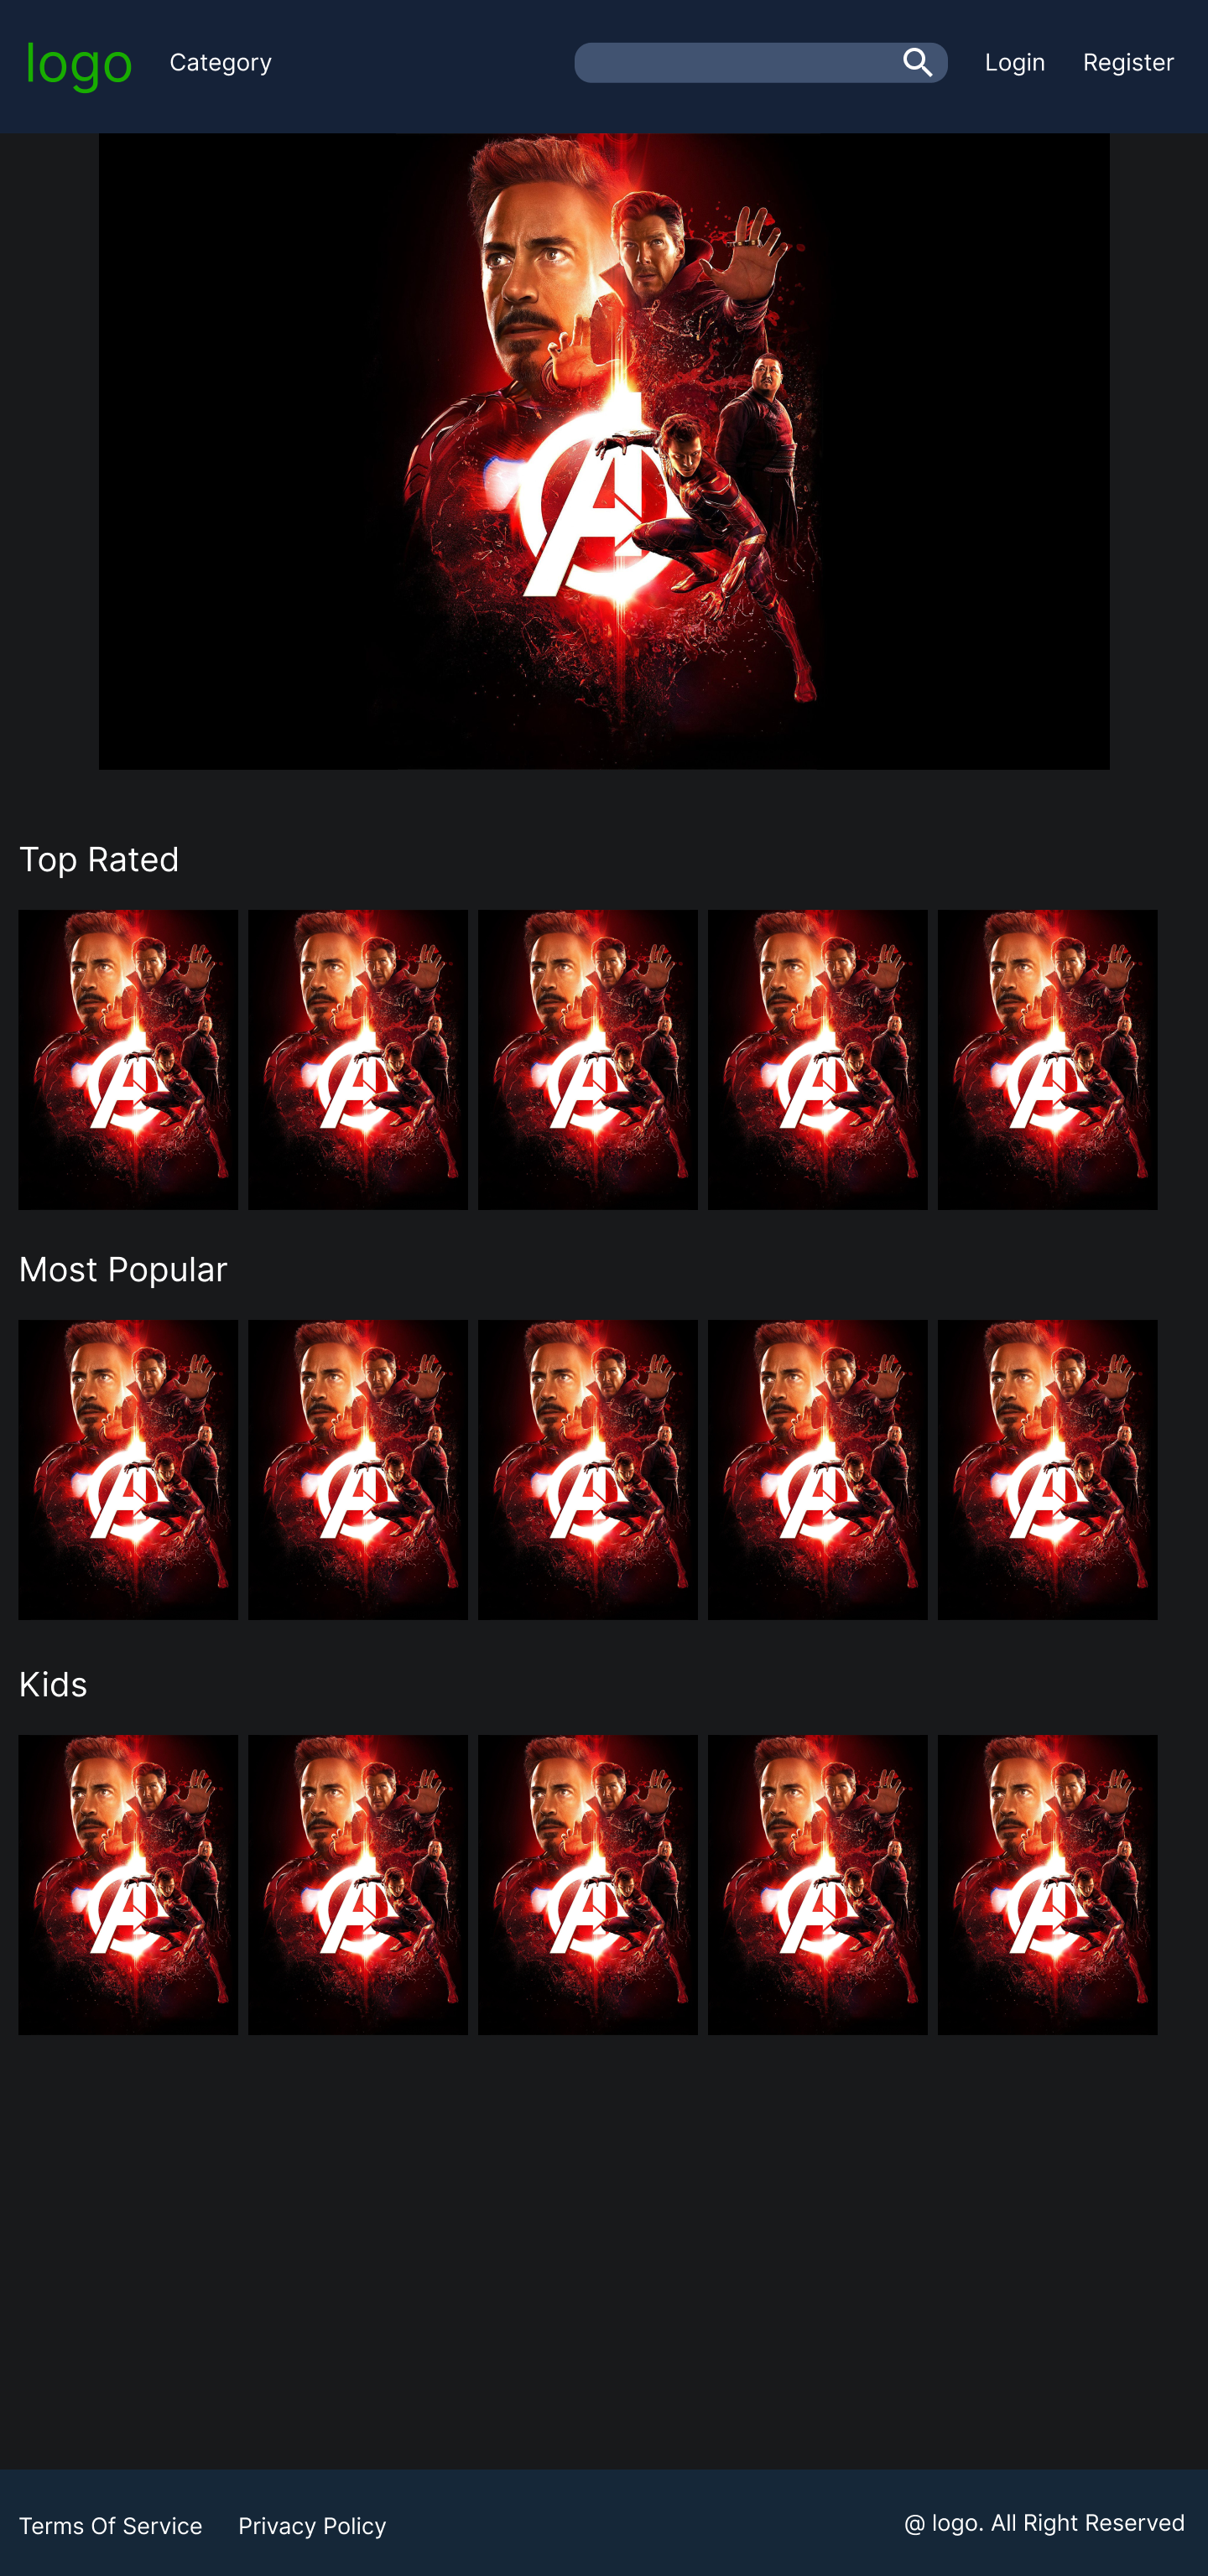 logo
Category
Login
Register
Top Rated
Most Popular
Kids
Terms Of Service
Privacy Policy
@ logo. All Right Reserved